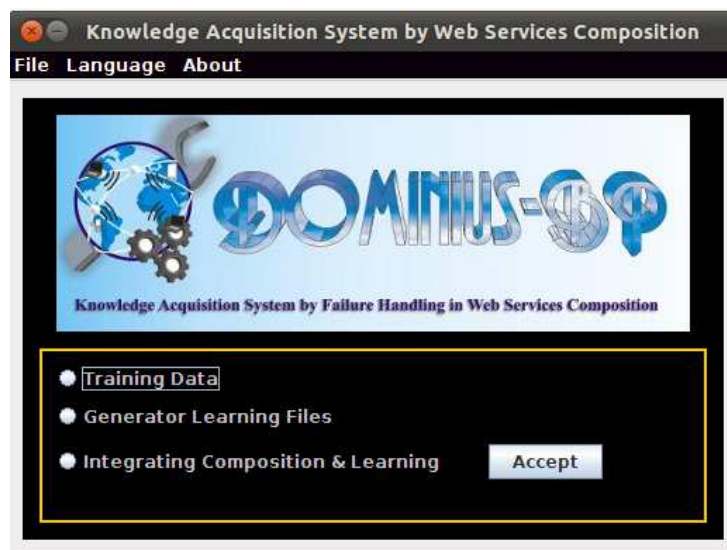 Knowledge Acquisition System by Web Services Composition
File Language About
DOMINIUS-BP
Knowledge Acquisition System by Failure Handling in Web Services Composition
Training Data
Generator Learning Files
Integrating Composition & Learning Accept